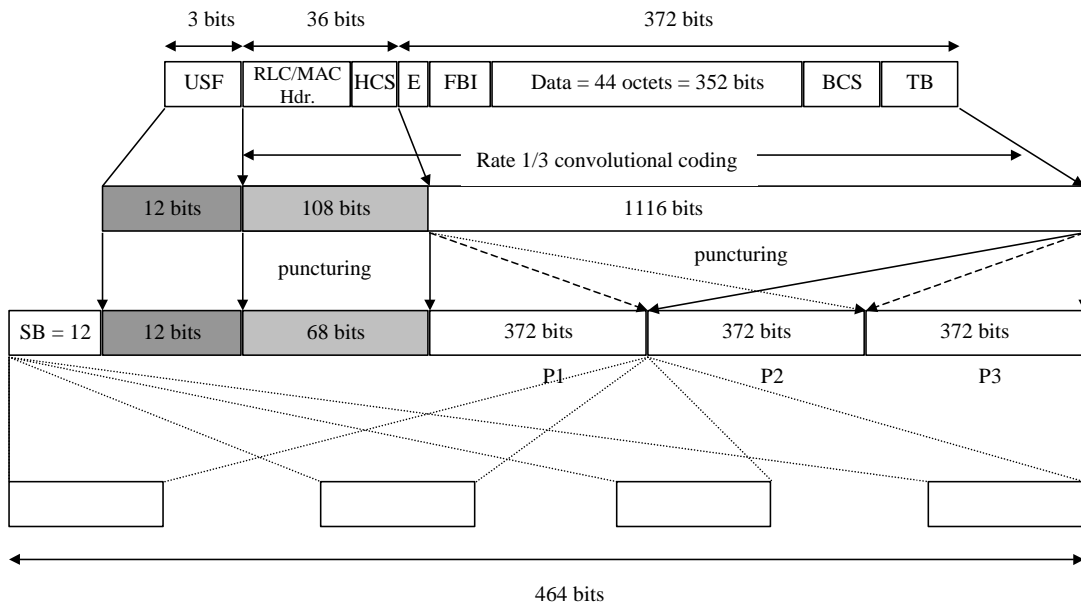 3 bits 36 bits 372 bits
USF RLC/MAC Hdr. HCS E FBI Data = 44 octets = 352 bits BCS TB
Rate 1/3 convolutional coding
12 bits 108 bits 1116 bits
puncturing puncturing
SB = 12 12 bits 68 bits 372 bits 372 bits 372 bits
P1 P2 P3
464 bits